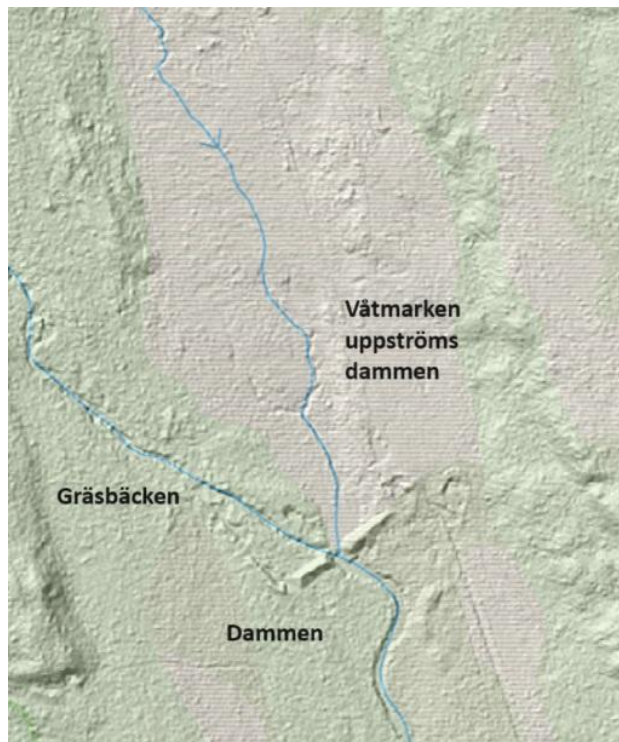 Våtmarken
uppströms
dammen
Gräsbäcken
Dammen